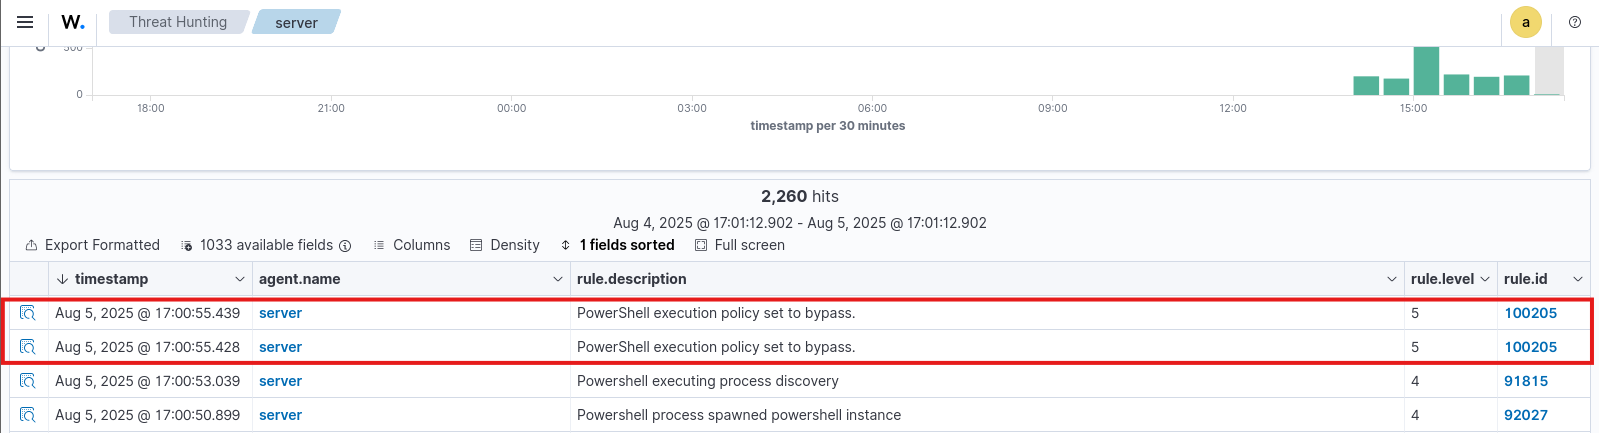 W. Threat Hunting server a
500
0
18:00 21:00 00:00 03:00 06:00 09:00 12:00 15:00
timestamp per 30 minutes
2,260 hits
Aug 4, 2025 @ 17:01:12.902 - Aug 5, 2025 @ 17:01:12.902
Export Formatted 1033 available fields Columns Density 1 fields sorted Full screen
timestamp agent.name rule.description rule.level rule.id
Aug 5, 2025 @ 17:00:55.439 server PowerShell execution policy set to bypass. 5 100205
Aug 5, 2025 @ 17:00:55.428 server PowerShell execution policy set to bypass. 5 100205
Aug 5, 2025 @ 17:00:53.039 server Powershell executing process discovery 4 91815
Aug 5, 2025 @ 17:00:50.899 server Powershell process spawned powershell instance 4 92027